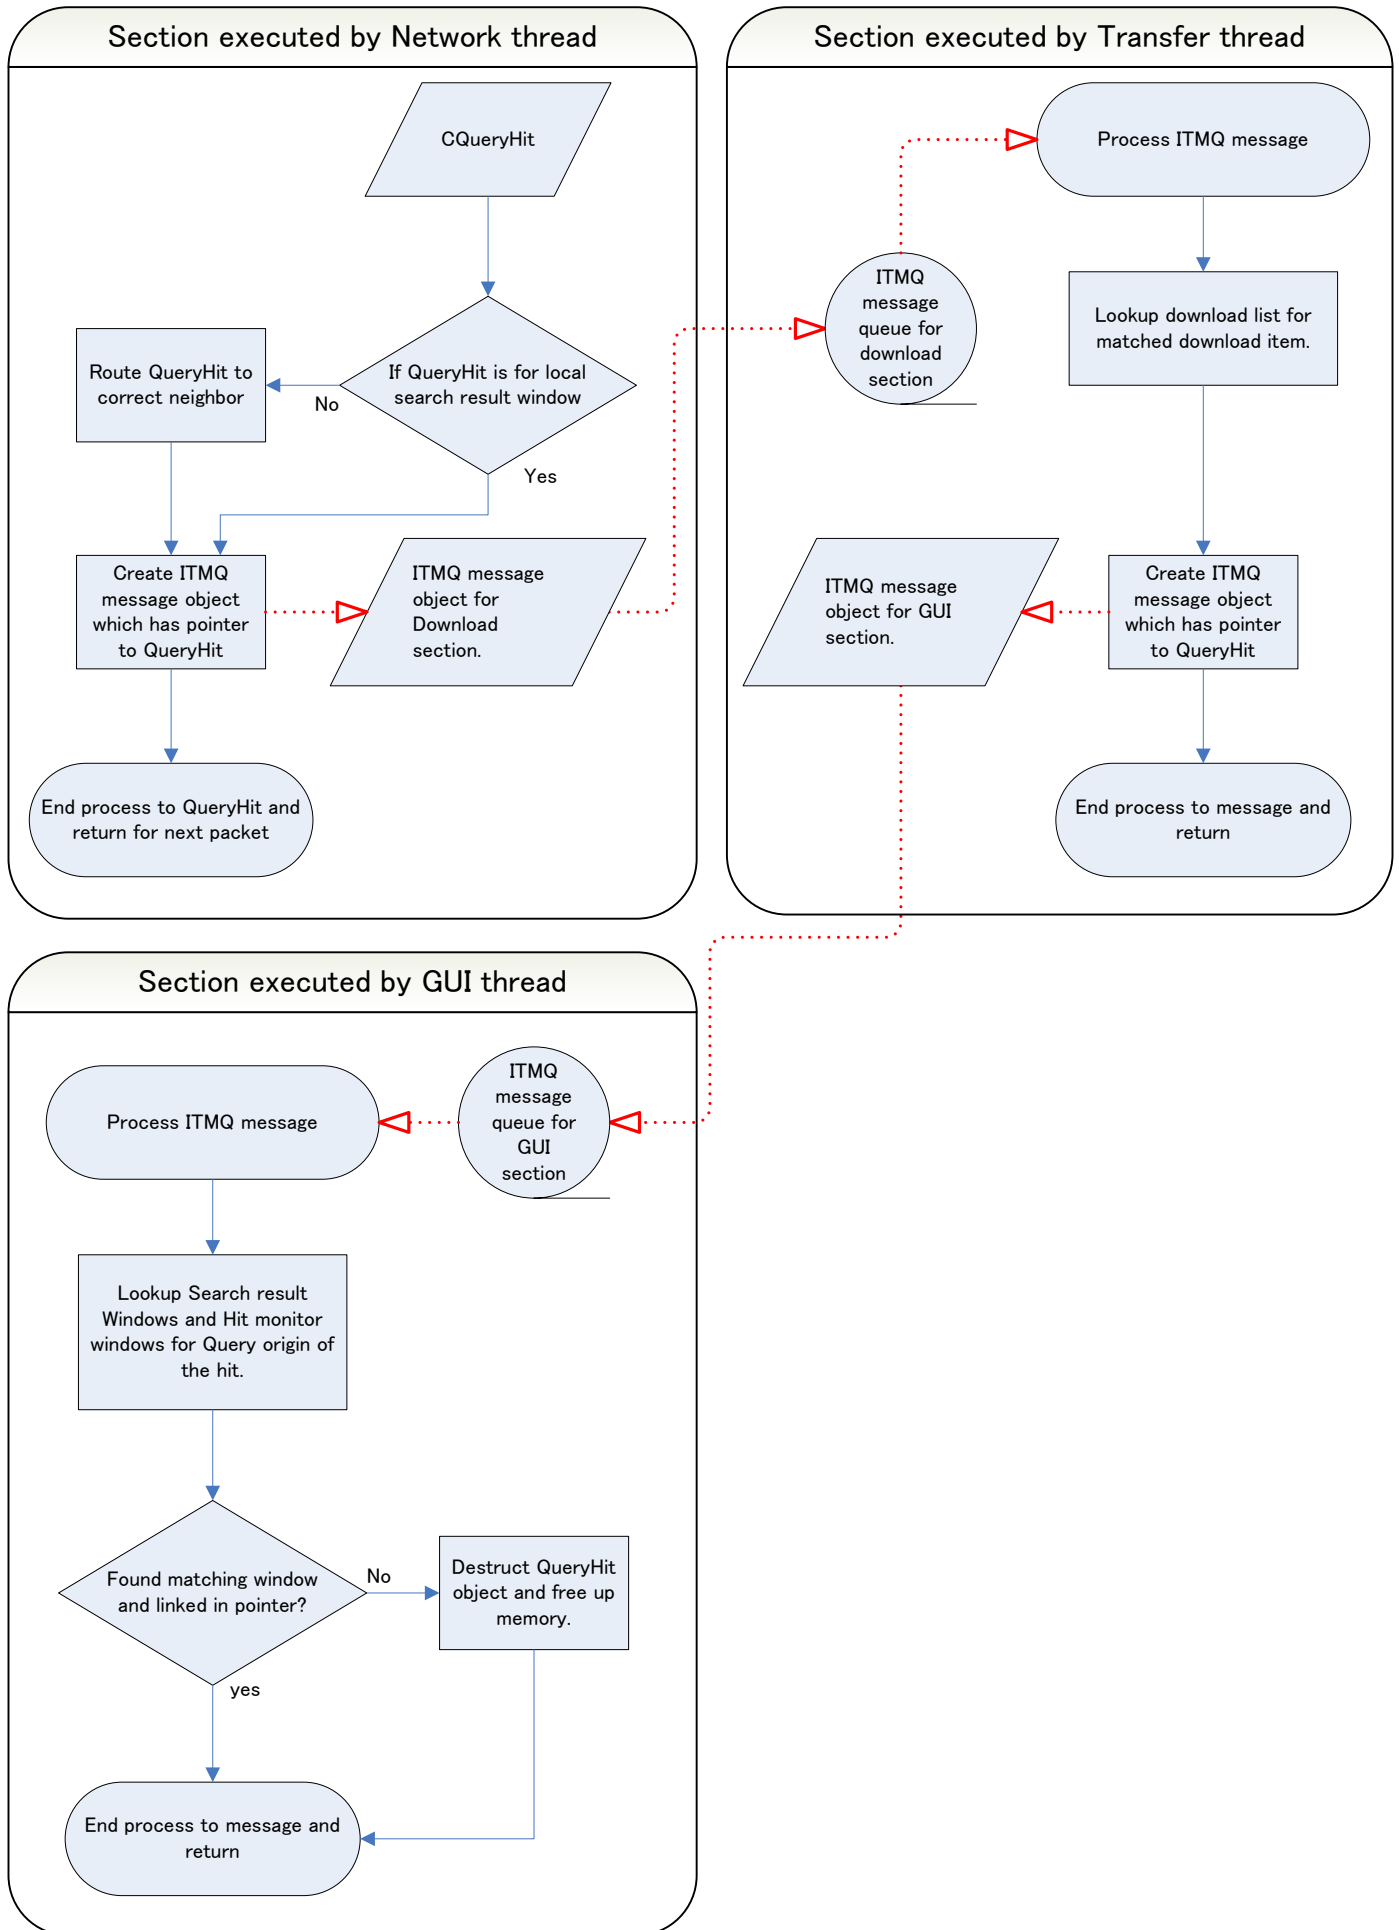 Section executed by Network thread
CQueryHit
If QueryHit is for local
search result window
No
Yes
Route QueryHit to
correct neighbor
Create ITMQ
message object
which has pointer
to QueryHit
ITMQ message
object for
Download
section.
End process to QueryHit and
return for next packet
Section executed by Transfer thread
Process ITMQ message
ITMQ
message
queue for
download
section
Lookup download list for
matched download item.
Create ITMQ
message object
which has pointer
to QueryHit
ITMQ message
object for GUI
section.
End process to message and
return
Section executed by GUI thread
Process ITMQ message
ITMQ
message
queue for
GUI
section
Lookup Search result
Windows and Hit monitor
windows for Query origin of
the hit.
Found matching window
and linked in pointer?
No
yes
Destruct QueryHit
object and free up
memory.
End process to message and
return